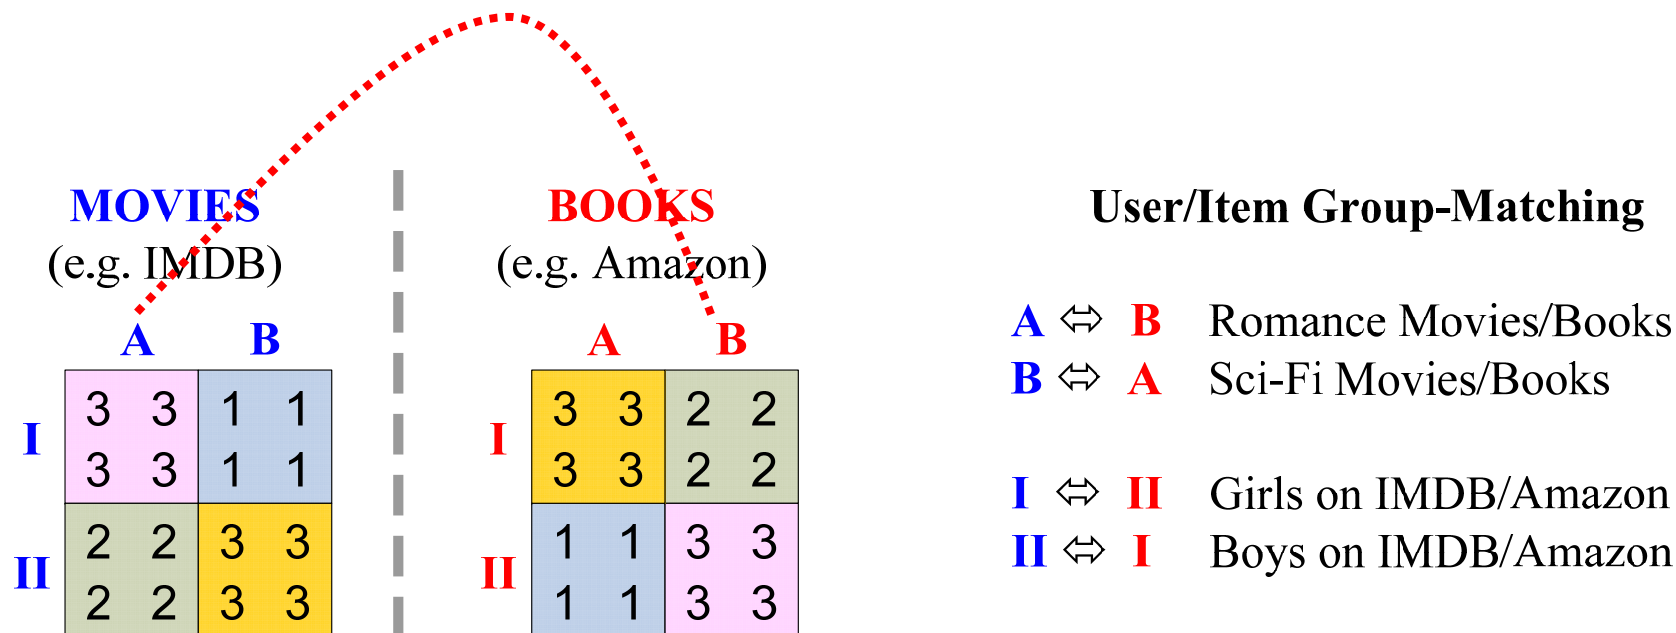 MOVIES
(e.g. IMDB)
A B
I
3 3 1 1
3 3 1 1
II
2 2 3 3
2 2 3 3
BOOKS
(e.g. Amazon)
A B
I
3 3 2 2
3 3 2 2
II
1 1 3 3
1 1 3 3
User/Item Group-Matching
A ⇔ B Romance Movies/Books
B ⇔ A Sci-Fi Movies/Books
I ⇔ II Girls on IMDB/Amazon
II ⇔ I Boys on IMDB/Amazon